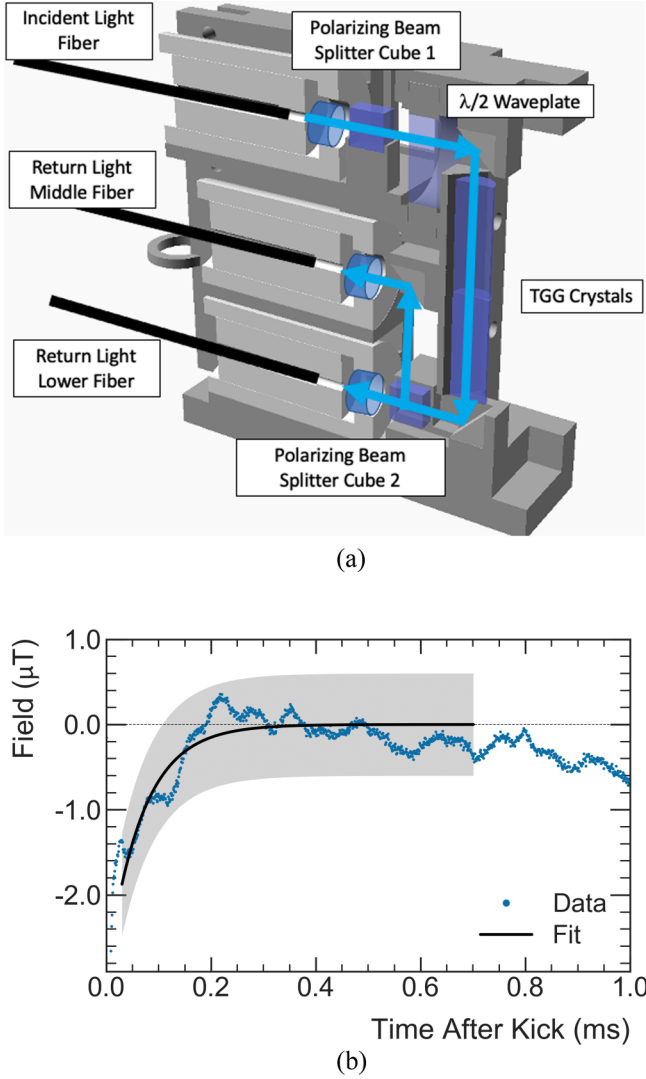 Incident Light
Fiber
Polarizing Beam
Splitter Cube 1
λ/2 Waveplate
Return Light
Middle Fiber
TGG Crystals
Return Light
Lower Fiber
Polarizing Beam
Splitter Cube 2
(a)
1.0
0.0
-1.0
-2.0
Field (μT)
Data
Fit
0.0 0.2 0.4 0.6 0.8 1.0
Time After Kick (ms)
(b)